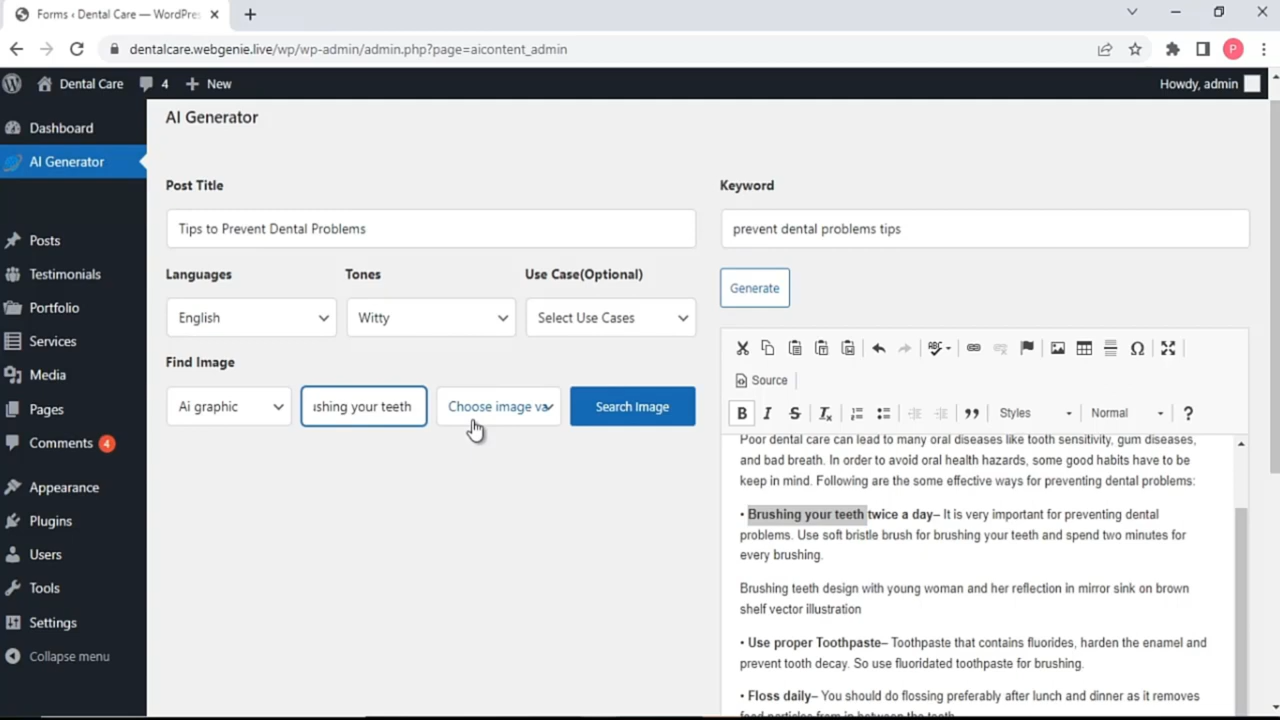 Forms ‹ Dental Care — WordPre
dentalcare.webgenie.live/wp/wp-admin/admin.php?page=aicontent_admin
P
Dental Care
4
New
Howdy, admin
Dashboard
AI Generator
Posts
Testimonials
Portfolio
Services
Media
Pages
Comments 4
Appearance
Plugins
Users
Tools
Settings
Collapse menu
AI Generator
Post Title
Tips to Prevent Dental Problems
Languages
Tones
Use Case(Optional)
English
Witty
Select Use Cases
Find Image
Ai graphic
ıshing your teeth
Choose image va
Search Image
Keyword
prevent dental problems tips
Generate
Source
B I S Tx Styles Normal ?
Poor dental care can lead to many oral diseases like tooth sensitivity, gum diseases,
and bad breath. In order to avoid oral health hazards, some good habits have to be
keep in mind. Following are the some effective ways for preventing dental problems:
• Brushing your teeth twice a day– It is very important for preventing dental
problems. Use soft bristle brush for brushing your teeth and spend two minutes for
every brushing.
Brushing teeth design with young woman and her reflection in mirror sink on brown
shelf vector illustration
• Use proper Toothpaste– Toothpaste that contains fluorides, harden the enamel and
prevent tooth decay. So use fluoridated toothpaste for brushing.
• Floss daily– You should do flossing preferably after lunch and dinner as it removes
food particles from in between the teeth.